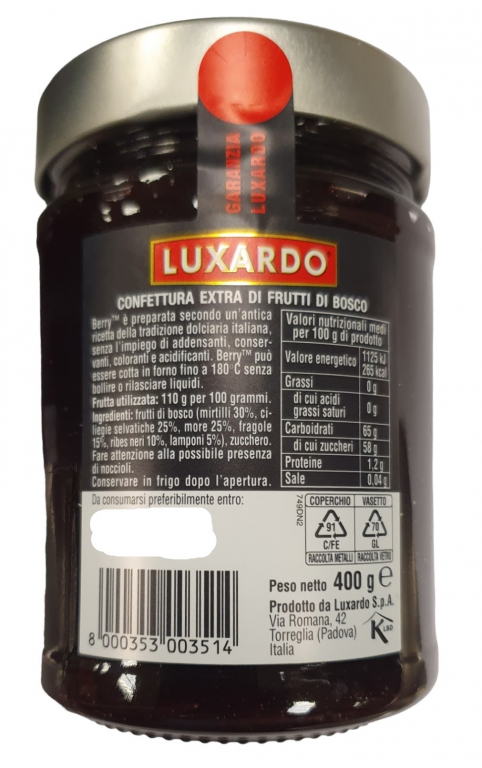 GARANZIA
LUXARDO
LUXARDO®
CONFETTURA EXTRA DI FRUTTI DI BOSCO
Berry™ è preparata secondo un'antica
ricetta della tradizione dolciaria italiana,
senza l'impiego di addensanti, conser-
vanti, coloranti e acidificanti. Berry™ può
essere cotta in forno fino a 180°C senza
bollire o rilasciare liquidi.
Frutta utilizzata: 110 g per 100 grammi.
Ingredienti: frutti di bosco (mirtilli 30%, ci-
liegie selvatiche 25%, more 25%, fragole
15%, ribes neri 10%, lamponi 5%), zucchero.
Fare attenzione alla possibile presenza
di noccioli.
Conservare in frigo dopo l'apertura.
Valori nutrizionali medi
per 100 g di prodotto
Valore energetico 1125 kJ
265 kcal
Grassi 0 g
di cui acidi
grassi saturi 0 g
Carboidrati 65 g
di cui zuccheri 58 g
Proteine 1.2 g
Sale 0.04 g
Da consumarsi preferibilmente entro:
746DN2
COPERCHIO VASETTO
91 70
C/FE GL
RACCOLTA METALLI RACCOLTA VETRO
Peso netto 400 g e
Prodotto da Luxardo S.p.A.
Via Romana, 42
Torreglia (Padova)
Italia
K LBD
8 000353 003514